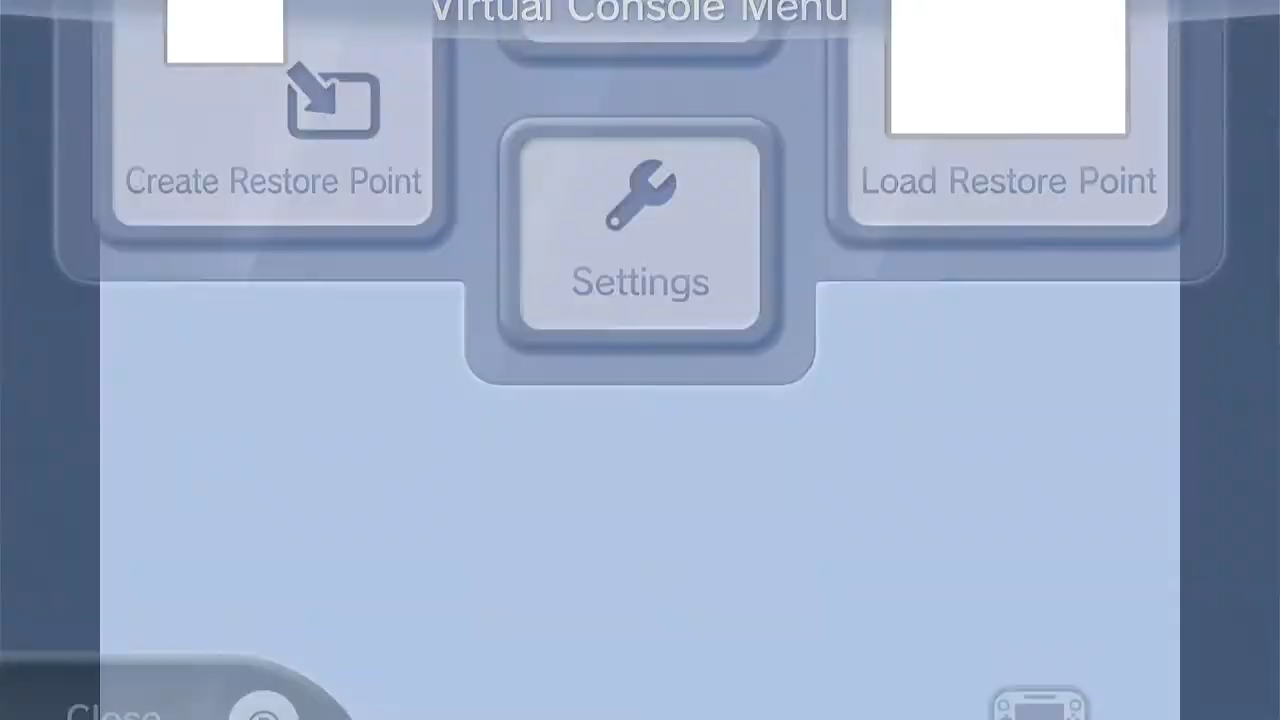 Virtual Console Menu
Create Restore Point
Load Restore Point
Settings
Close